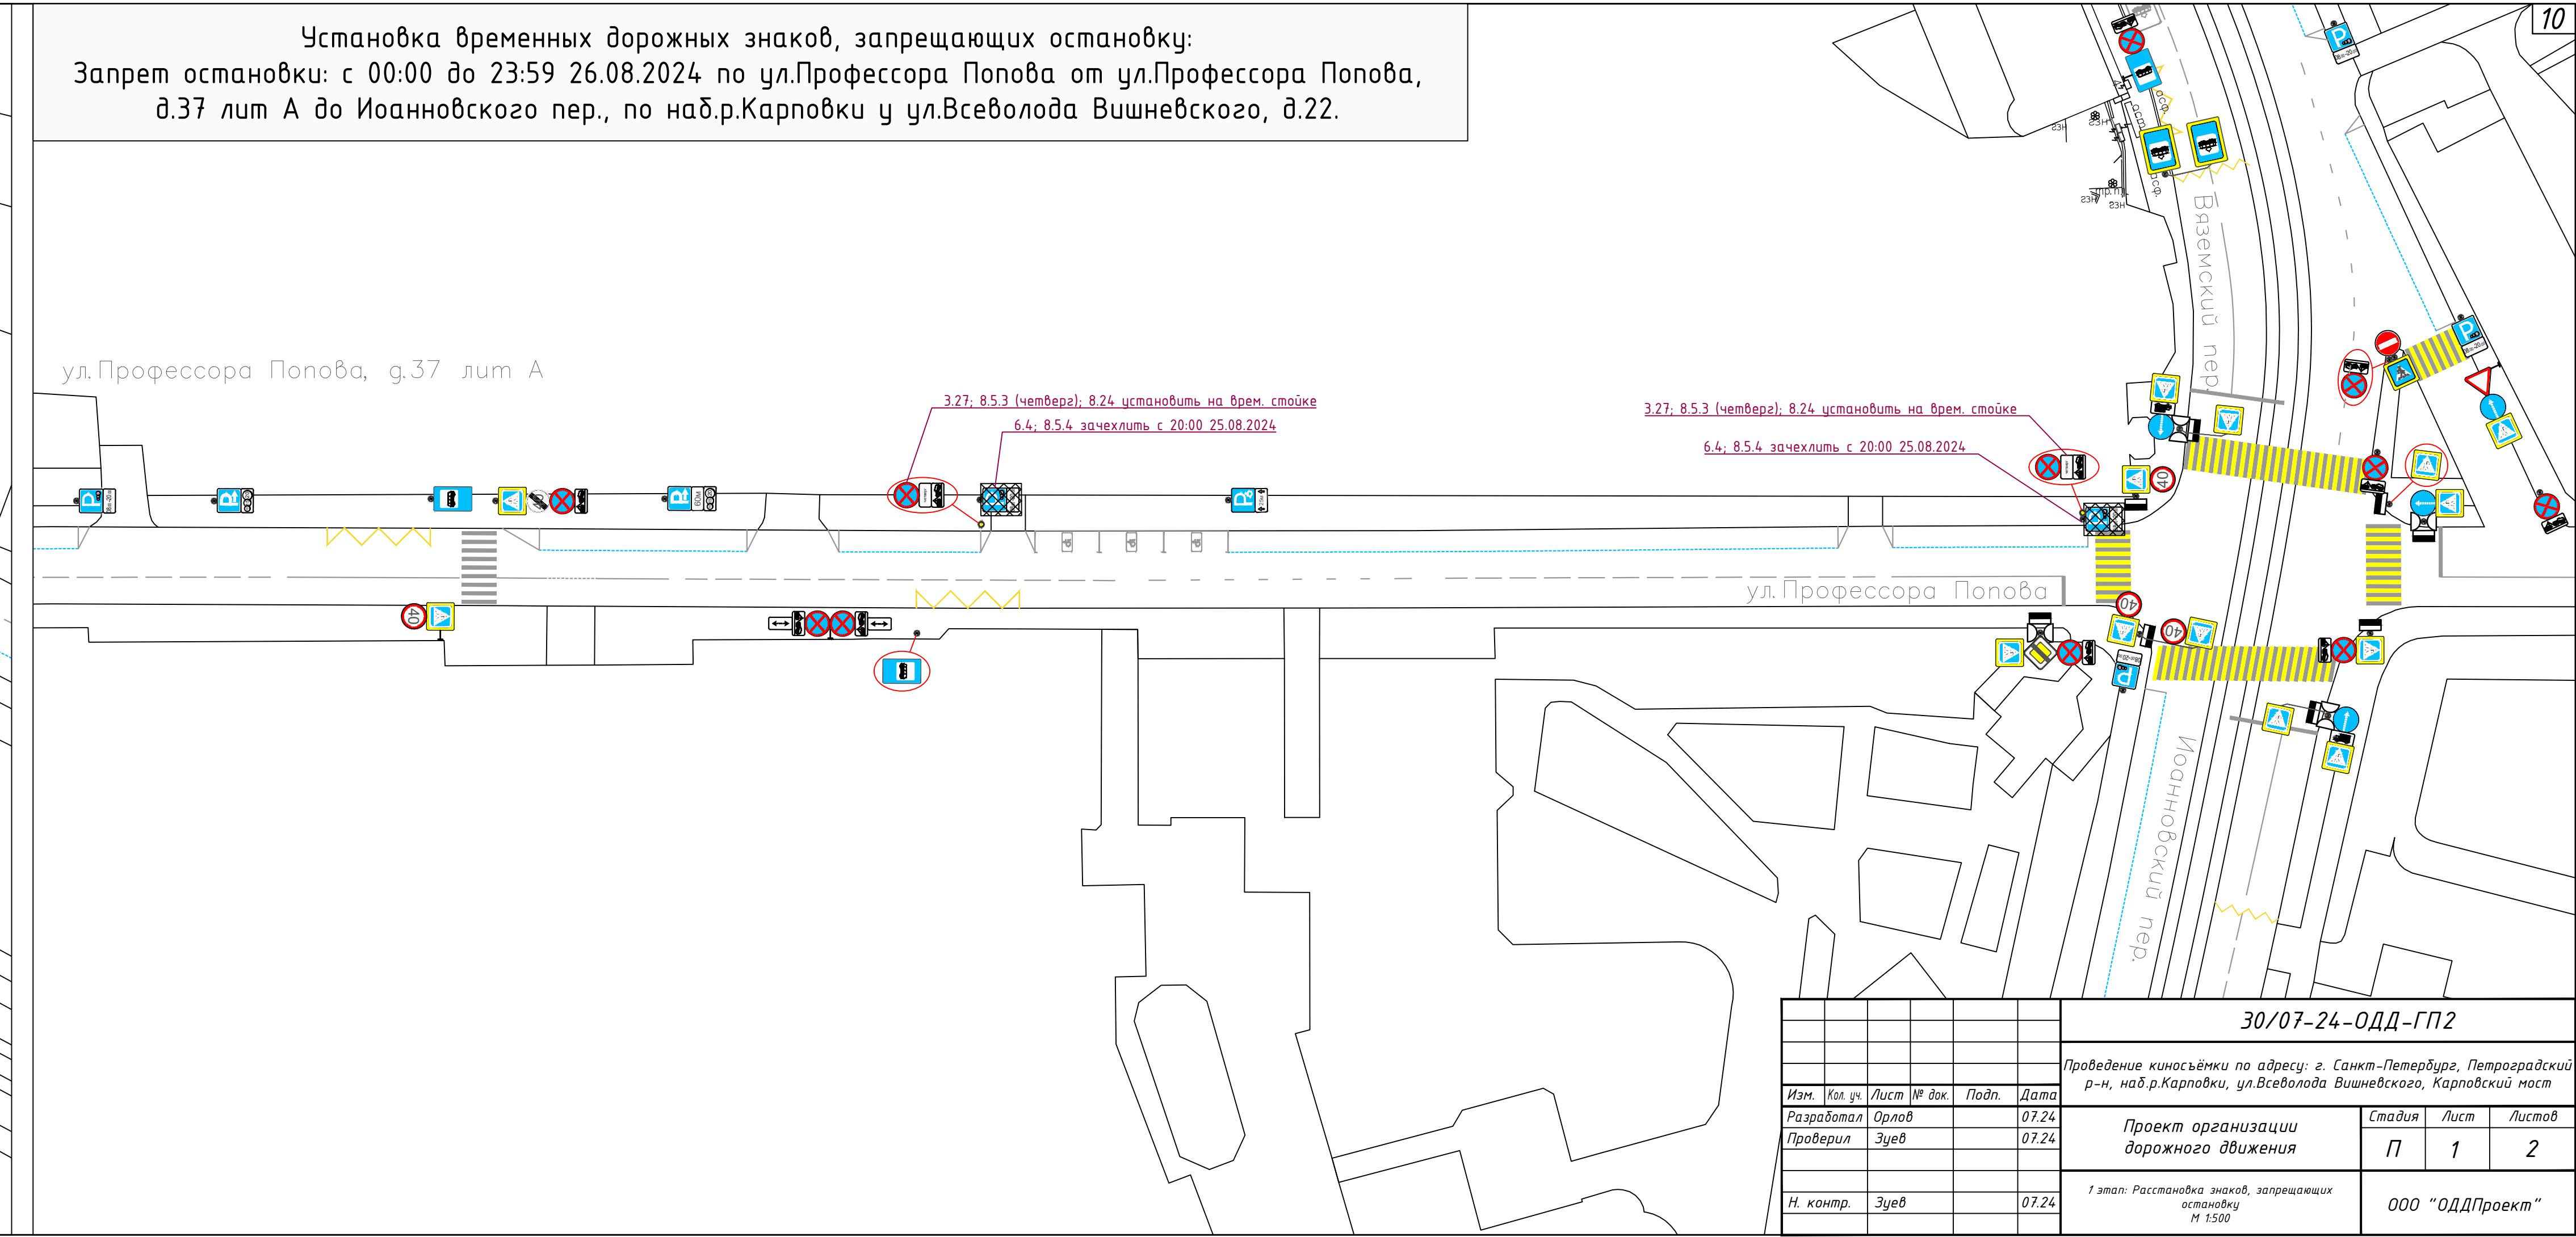 10
Установка временных дорожных знаков, запрещающих остановку:
Запрет остановки: с 00:00 до 23:59 26.08.2024 по ул.Профессора Попова от ул.Профессора Попова,
д.37 лит А до Иоанновского пер., по наб.р.Карповки у ул.Всеволода Вишневского, д.22.
ул.Профессора Попова, д.37 лит А
3.27; 8.5.3 (четверг); 8.24 установить на врем. стойке
6.4; 8.5.4 зачехлить с 20:00 25.08.2024
3.27; 8.5.3 (четверг); 8.24 установить на врем. стойке
6.4; 8.5.4 зачехлить с 20:00 25.08.2024
Вяземский пер.
асф.
асф.
60м
40
40
40
40
ул.Профессора Попова
Иоанновский пер.
30/07-24-ОДД-ГП2
Проведение киносъёмки по адресу: г. Санкт-Петербург, Петроградский
р-н, наб.р.Карповки, ул.Всеволода Вишневского, Карповский мост
Изм. Кол. уч. Лист № док. Подп. Дата
Разработал Орлов 07.24
Проверил Зуев 07.24
Н. контр. Зуев 07.24
Проект организации
дорожного движения
Стадия Лист Листов
П 1 2
1 этап: Расстановка знаков, запрещающих
остановку
М 1:500
ООО "ОДДПроект"